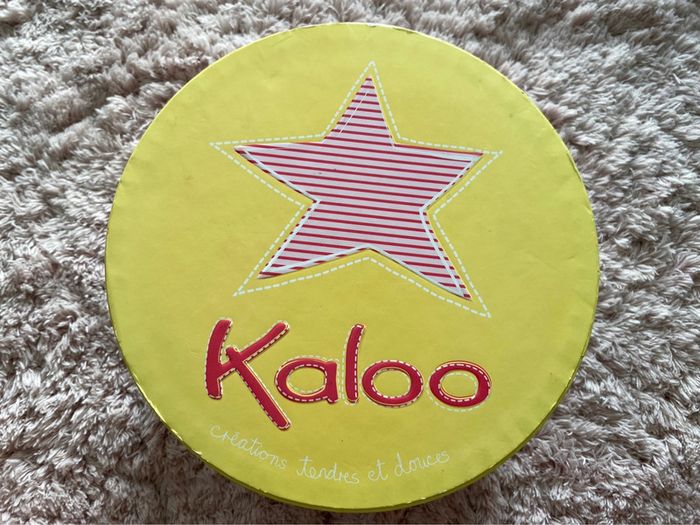 Kaloo
créations tendres et douces